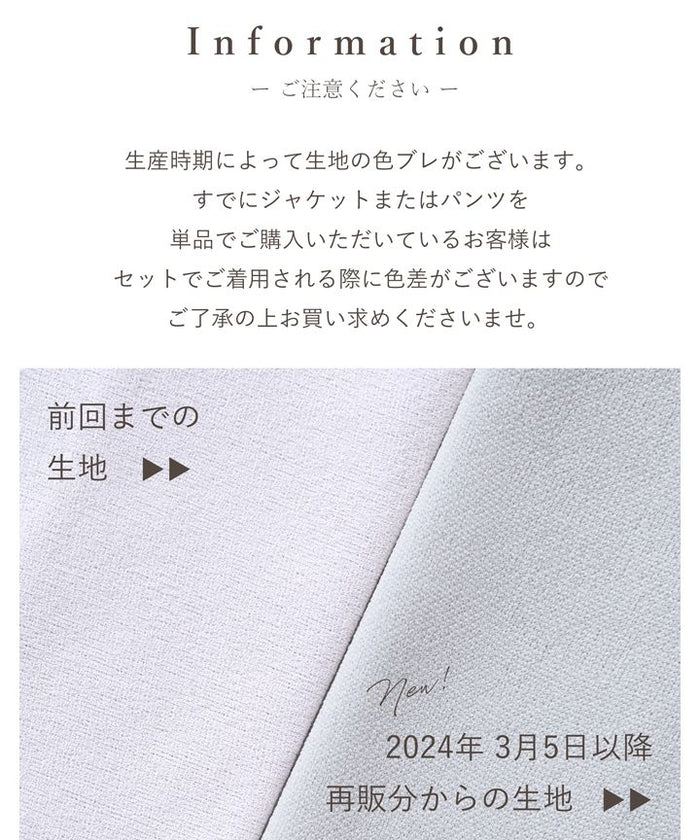 Information
ー ご注意ください ー
生産時期によって生地の色ブレがございます。
すでにジャケットまたはパンツを
単品でご購入いただいているお客様は
セットでご着用される際に色差がございますので
ご了承の上お買い求めくださいませ。
前回までの
生地 ▶▶
New!
2024年 3月5日以降
再販分からの生地 ▶▶